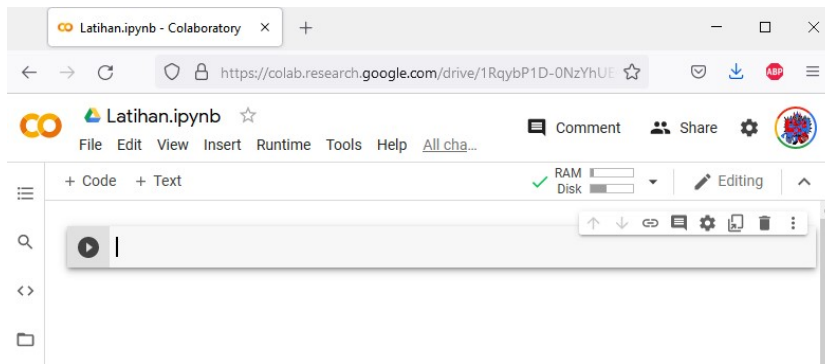 Latihan.ipynb - Colaboratory
https://colab.research.google.com/drive/1RqybP1D-0NzYhUE
Latihan.ipynb
File Edit View Insert Runtime Tools Help All cha...
Comment Share
+ Code + Text
RAM
Disk
Editing
ABP